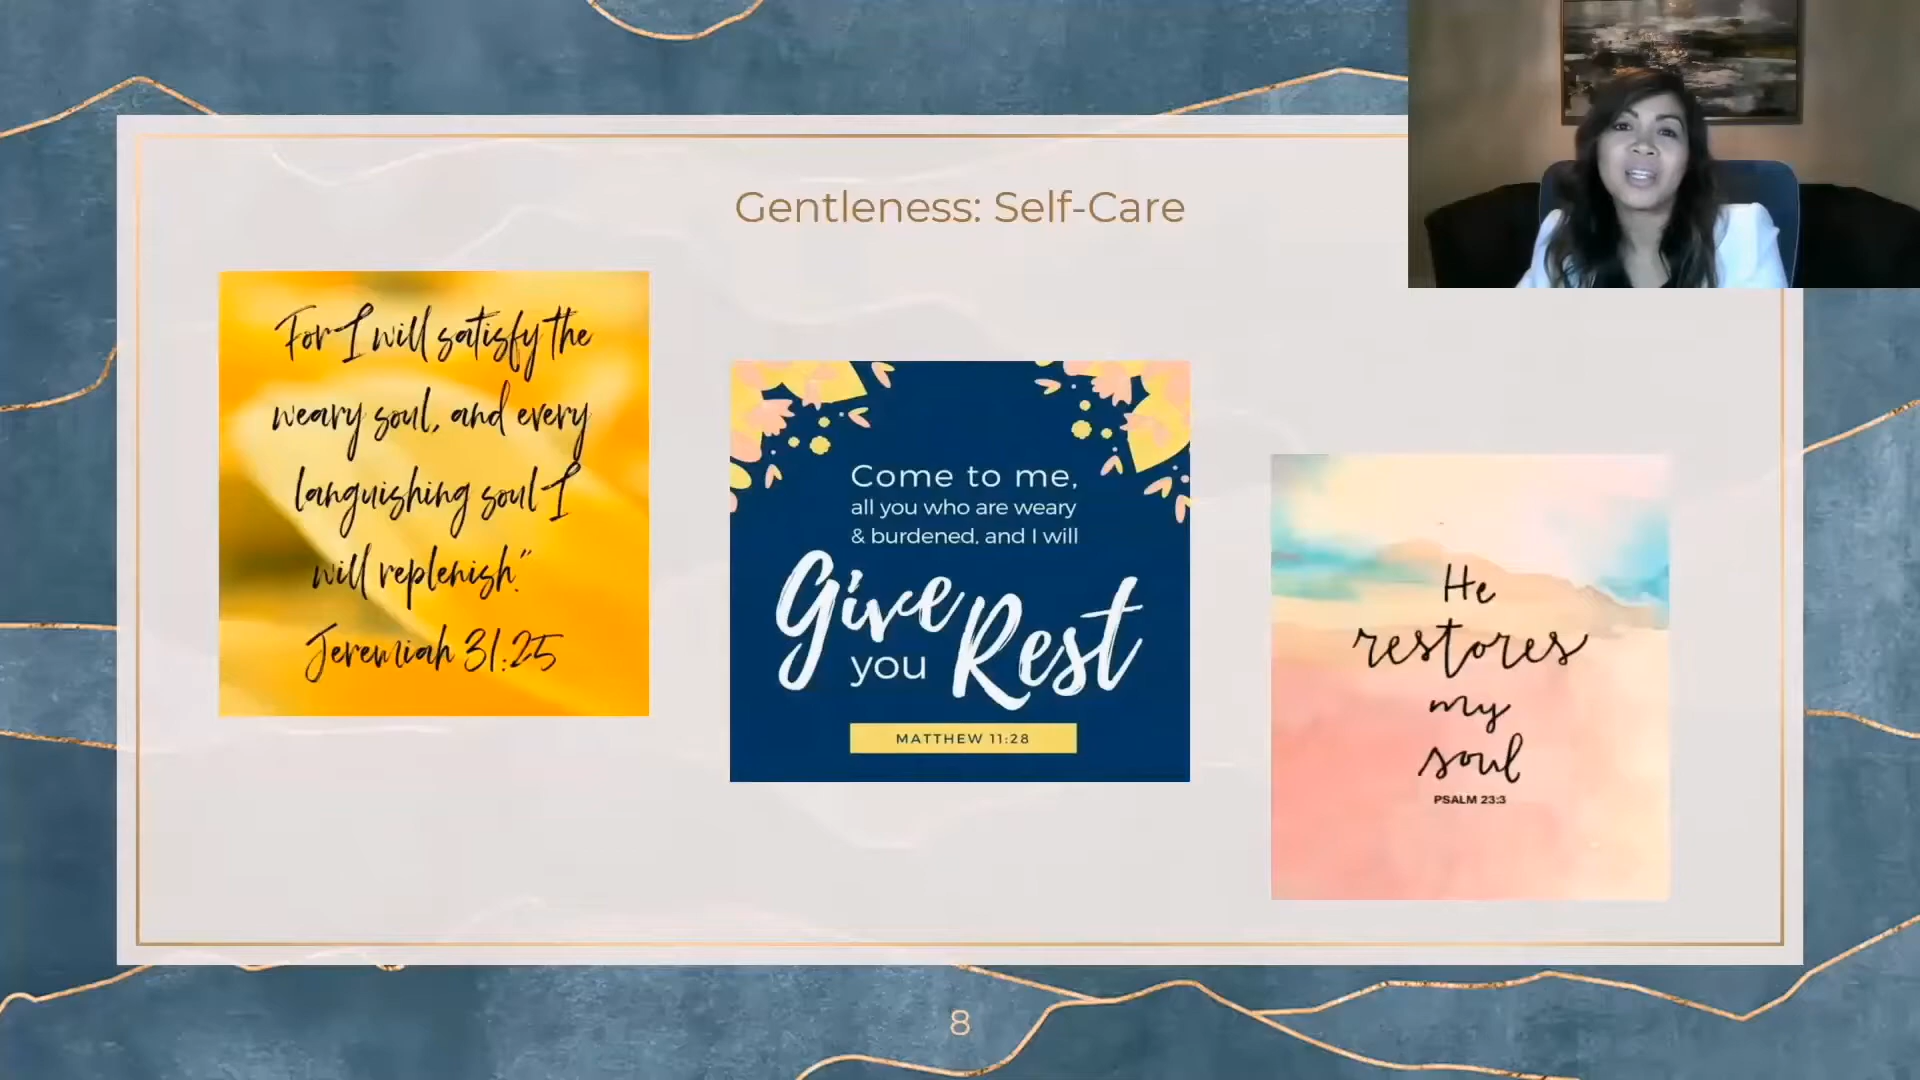 Gentleness: Self-Care
For I will satisfy the
weary soul, and every
languishing soul I
will replenish."
Jeremiah 31:25
Come to me,
all you who are weary
& burdened, and I will
Give
you Rest
MATTHEW 11:28
He
restores
my
soul
PSALM 23:3
8